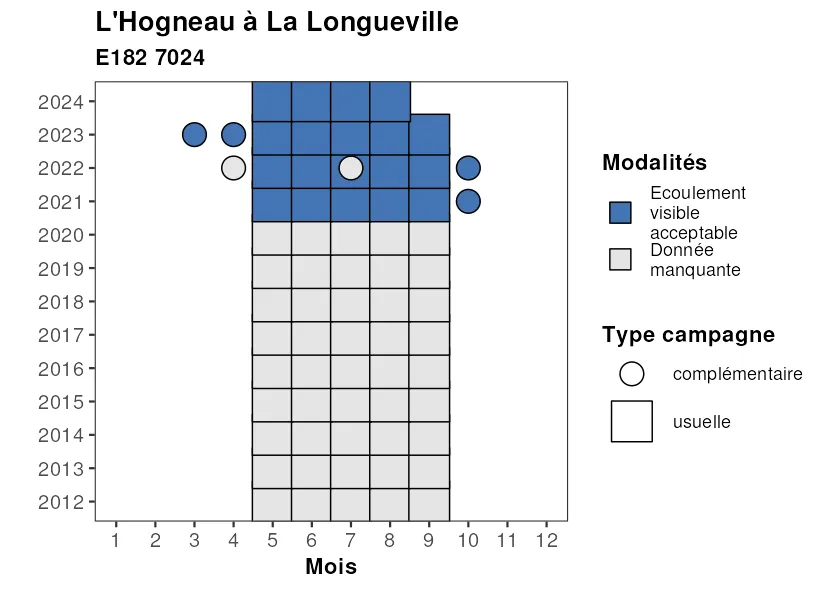 L'Hogneau à La Longueville
E182 7024
2024
2023
2022
2021
2020
2019
2018
2017
2016
2015
2014
2013
2012
1 2 3 4 5 6 7 8 9 10 11 12
Mois
Modalités
Ecoulement
visible
acceptable
Donnée
manquante
Type campagne
complémentaire
usuelle